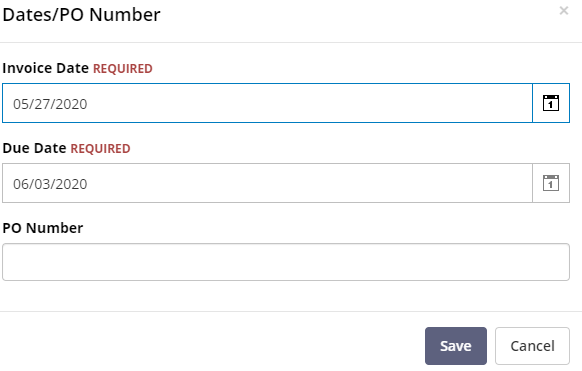 Dates/PO Number ×
Invoice Date REQUIRED
05/27/2020 1
Due Date REQUIRED
06/03/2020 1
PO Number
Save Cancel